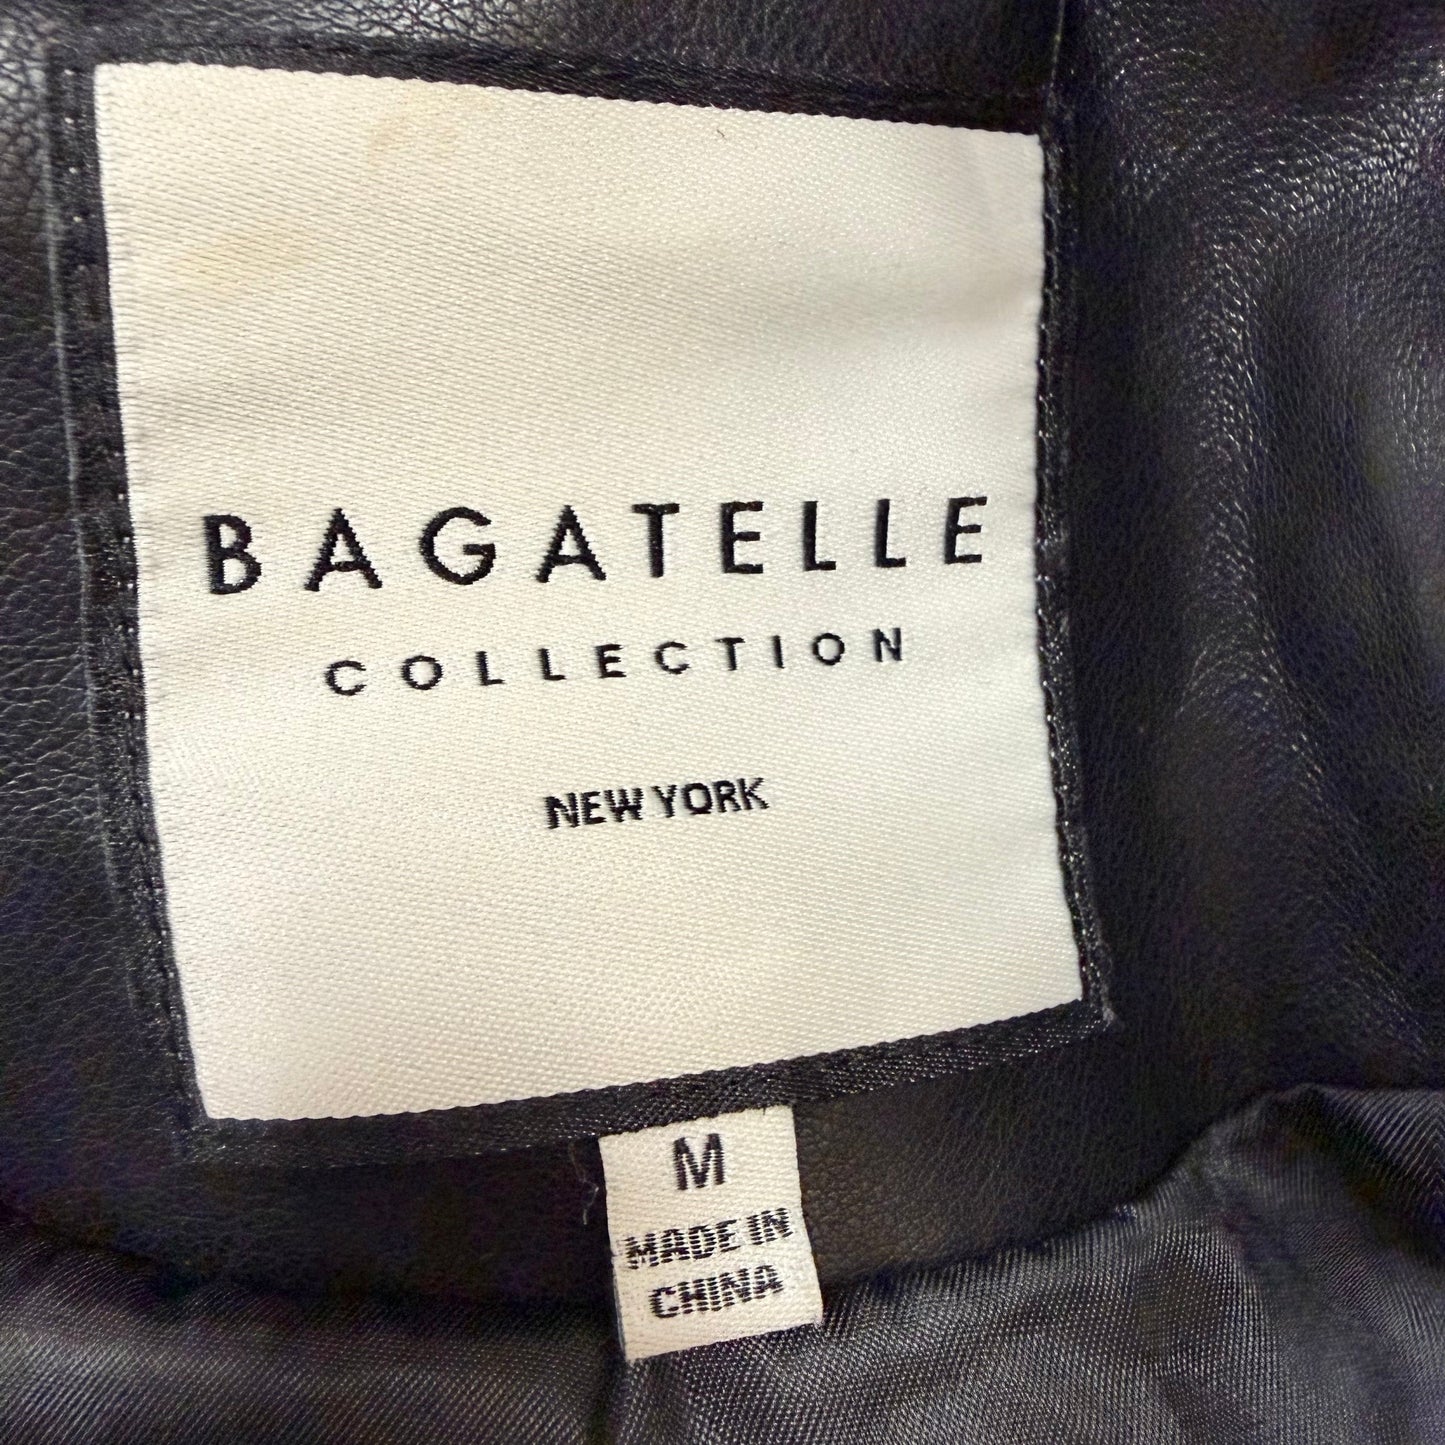 BAGATELLE
COLLECTION
NEW YORK
M
MADE IN
CHINA